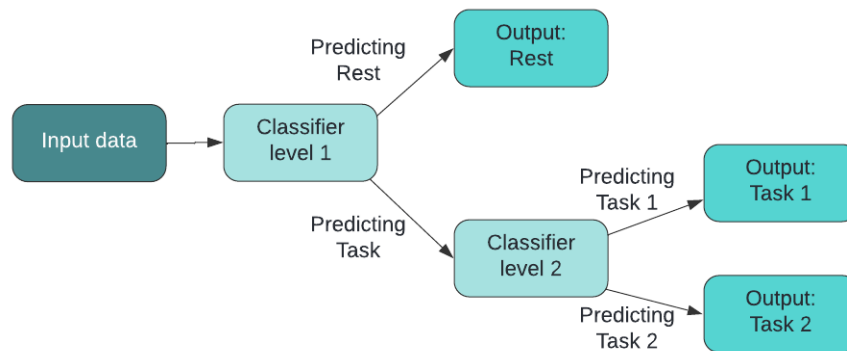 Input data
Classifier
level 1
Predicting
Rest
Output:
Rest
Predicting
Task
Classifier
level 2
Predicting
Task 1
Output:
Task 1
Predicting
Task 2
Output:
Task 2